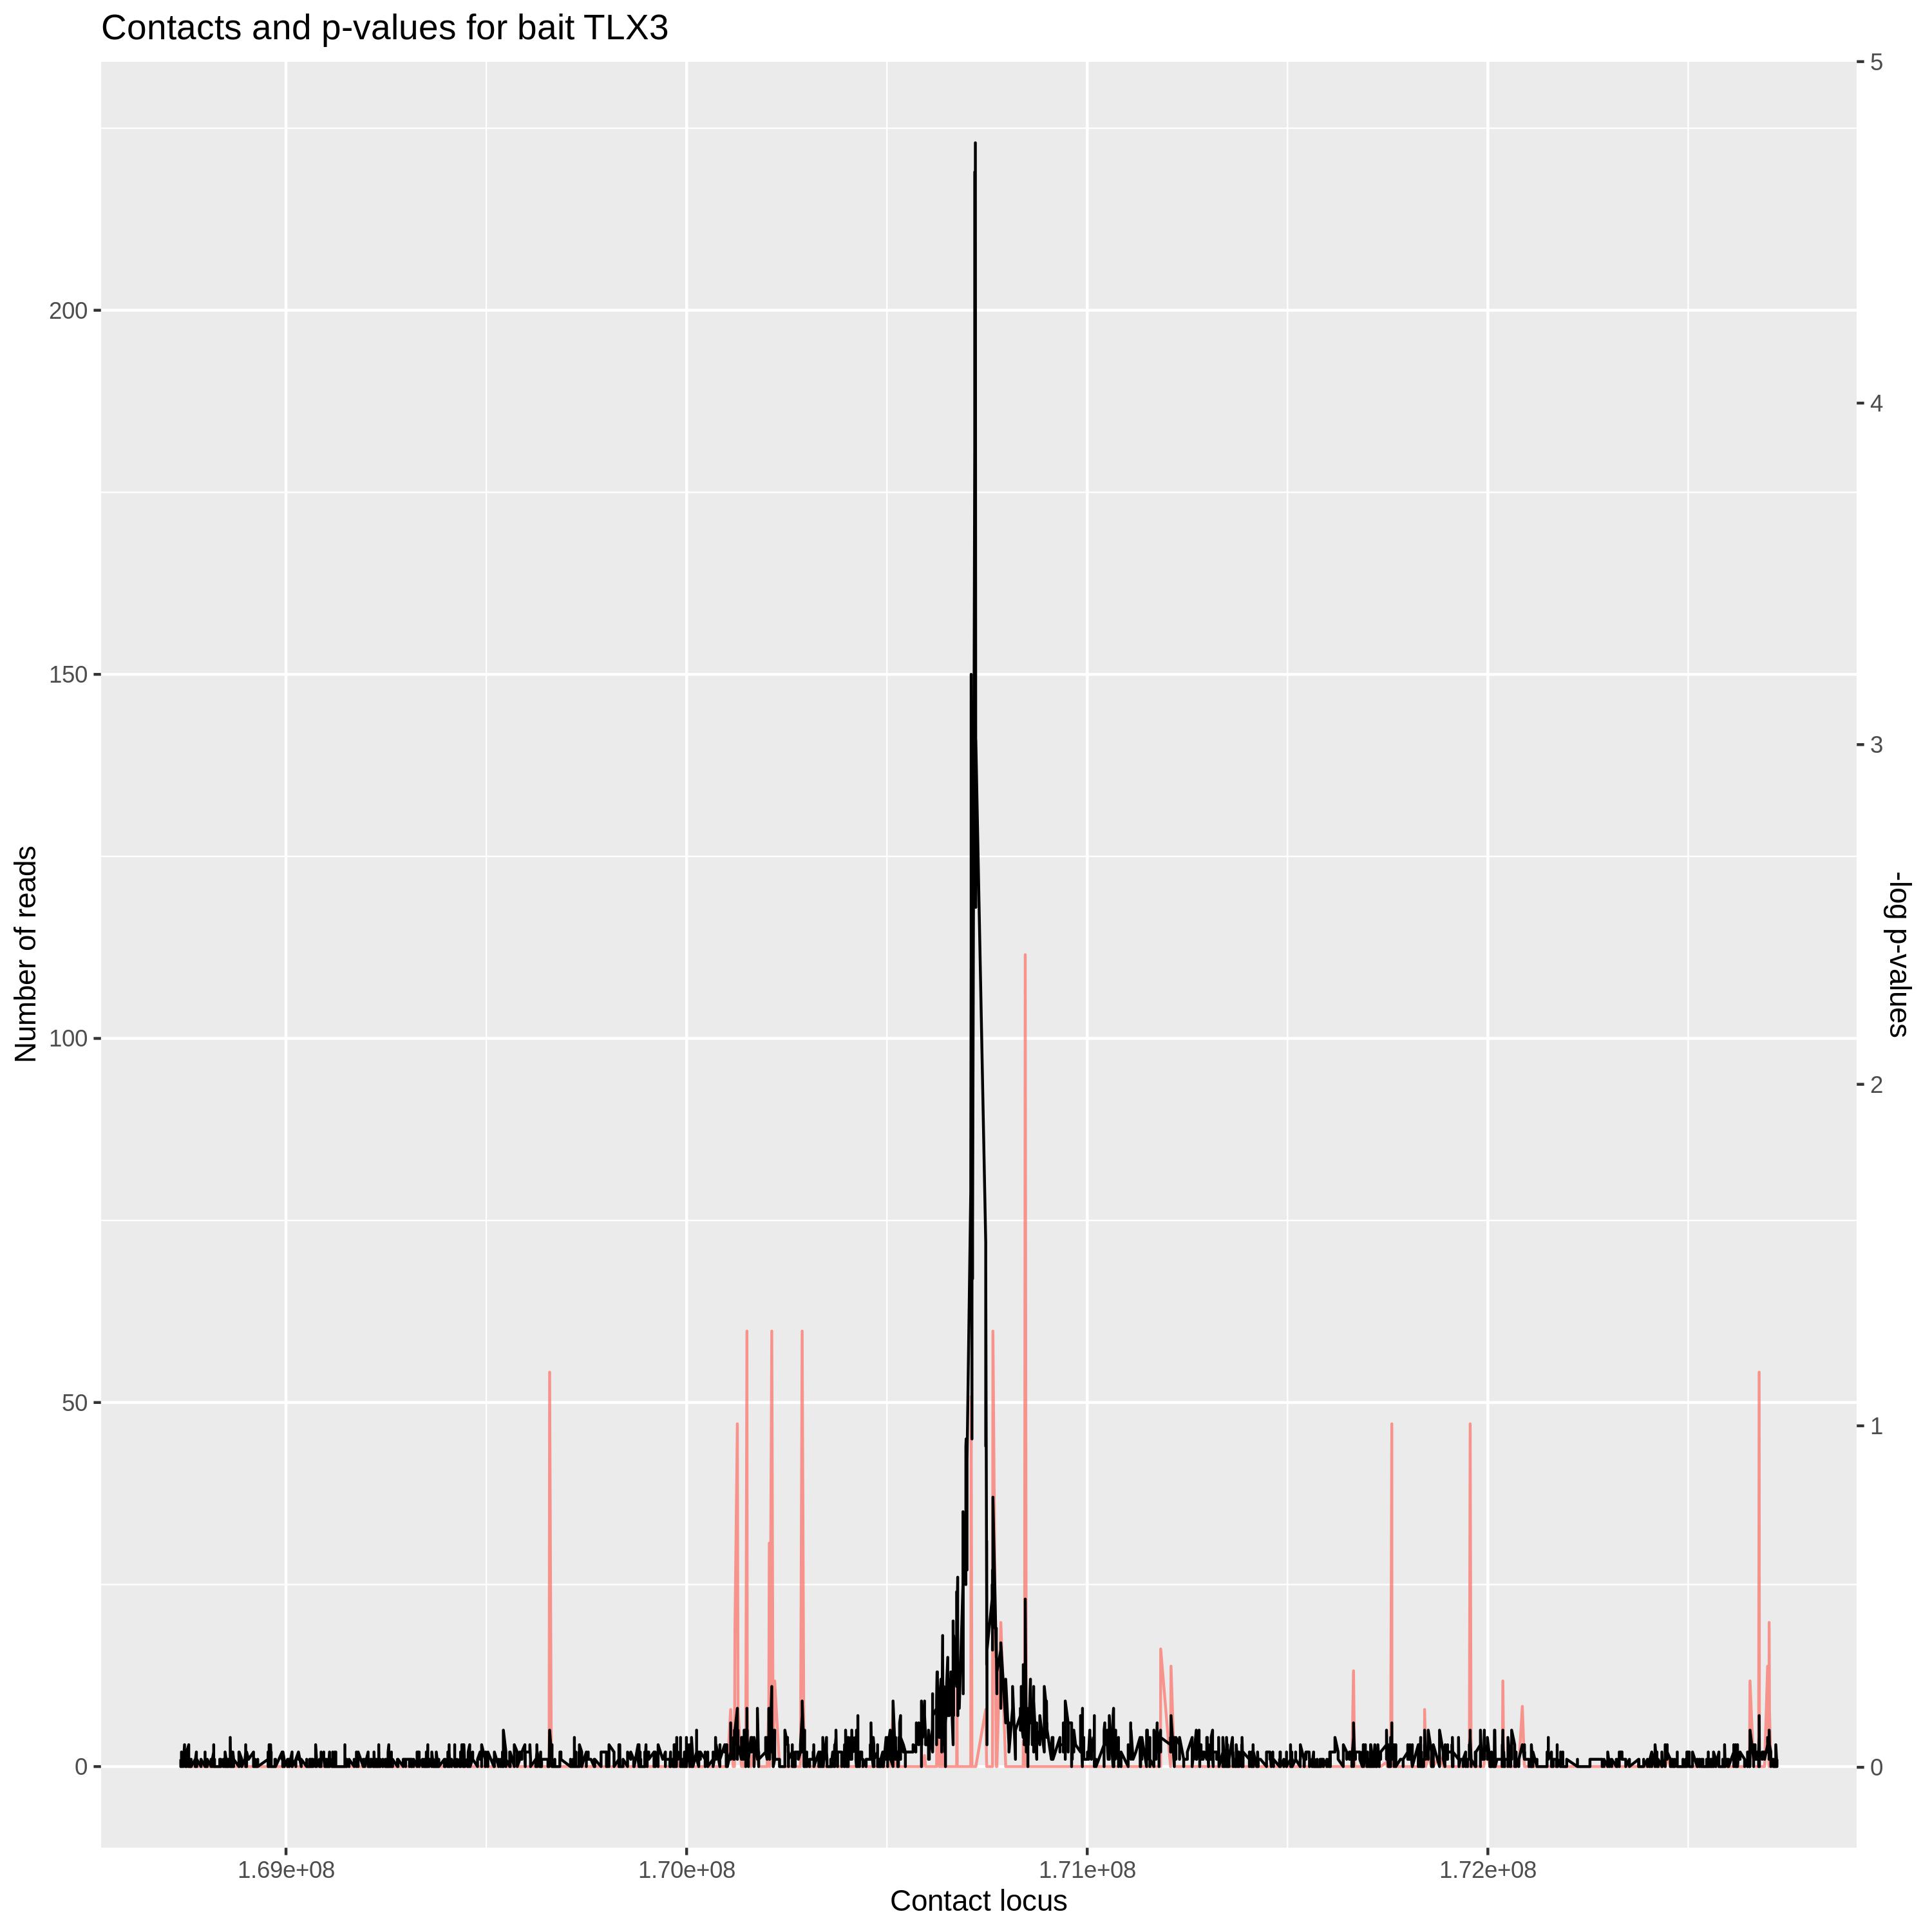 Contacts and p-values for bait TLX3
5
4
3
2
1
0
200
150
100
50
0
Number of reads
-log p-values
1.69e+08 1.70e+08 1.71e+08 1.72e+08
Contact locus